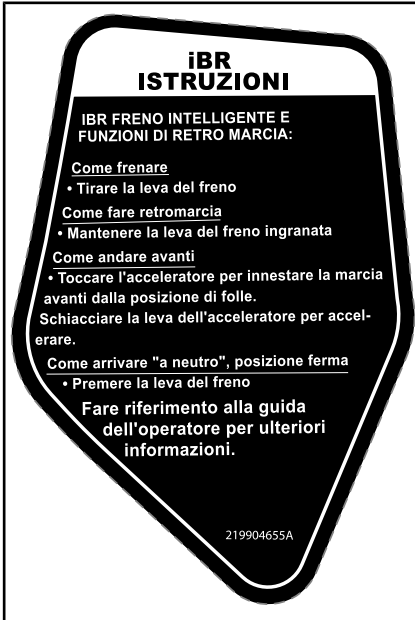 iBR
ISTRUZIONI
IBR FRENO INTELLIGENTE E
FUNZIONI DI RETRO MARCIA:
Come frenare
• Tirare la leva del freno
Come fare retromarcia
• Mantenere la leva del freno ingranata
Come andare avanti
• Toccare l'acceleratore per innestare la marcia
avanti dalla posizione di folle.
Schiacciare la leva dell'acceleratore per accel-
erare.
Come arrivare "a neutro", posizione ferma
• Premere la leva del freno
Fare riferimento alla guida
dell'operatore per ulteriori
informazioni.
219904655A